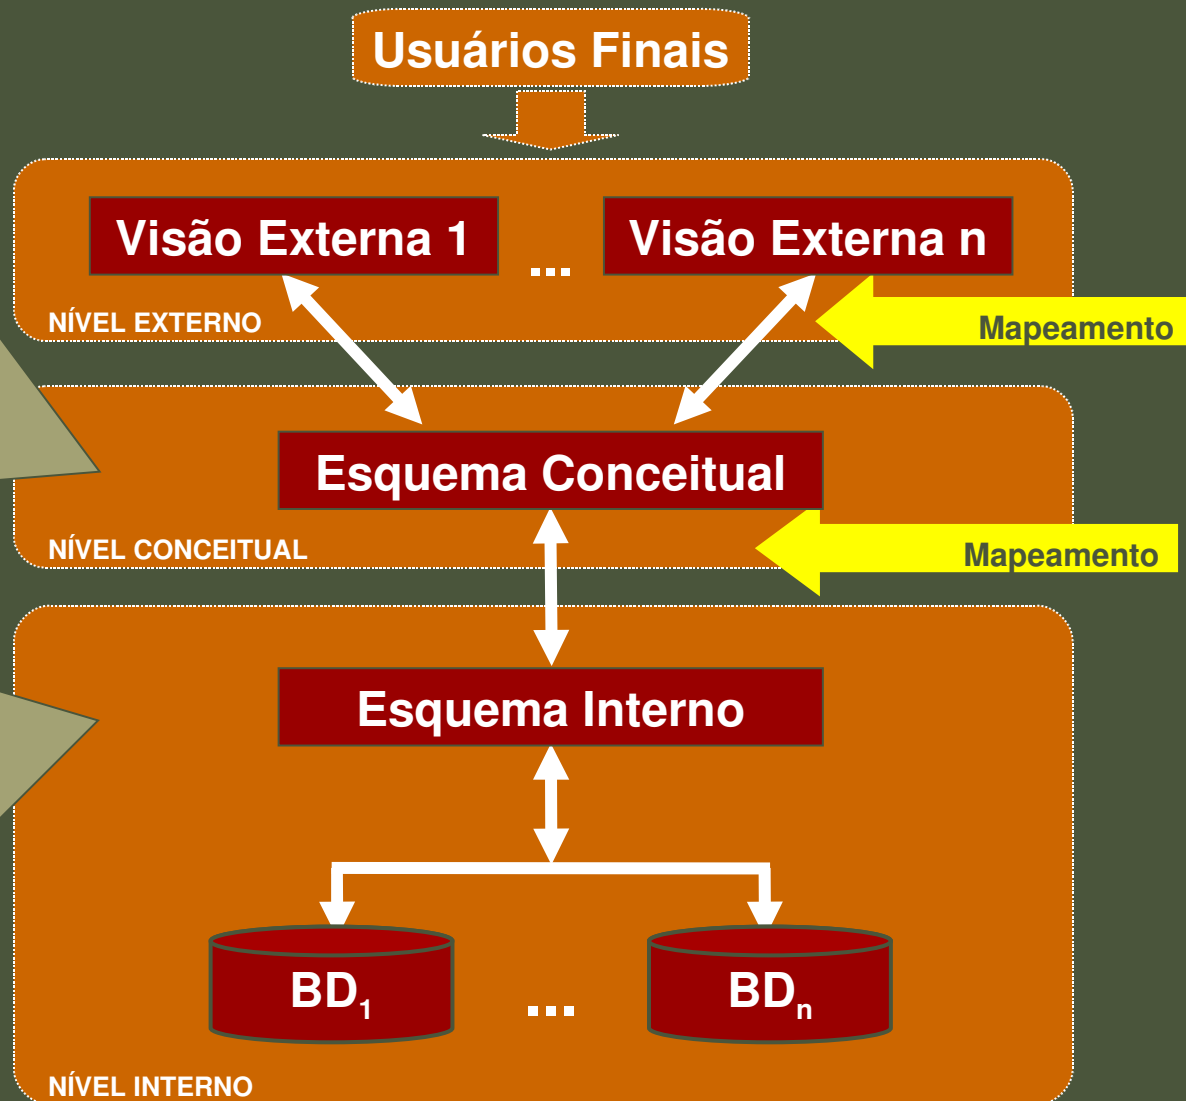 Usuários Finais
Visão Externa 1
...
Visão Externa n
NÍVEL EXTERNO
Mapeamento
Esquema Conceitual
NÍVEL CONCEITUAL
Mapeamento
Esquema Interno
BD1
...
BDn
NÍVEL INTERNO